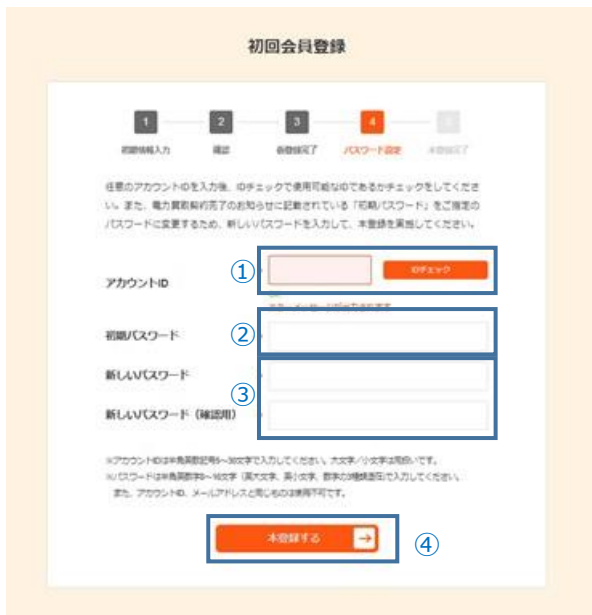 初回会員登録
1 2 3 4 5
初期情報入力 確認 仮登録完了 パスワード設定 本登録完了
任意のアカウントIDを入力後、IDチェックで使用可能なIDであるかチェックをしてくださ
い。また、電力買取契約完了のお知らせに記載されている「初期パスワード」をご指定の
パスワードに変更するため、新しいパスワードを入力して、本登録を実施してください。
①
IDチェック
アカウントID
初期パスワード ②
新しいパスワード
③
新しいパスワード（確認用）
※アカウントIDは半角英数記号5～30文字で入力してください。大文字／小文字は区別
※パスワードは半角英数字8～16文字（英大文字、英小文字、数字の3種類混在）で入力してください。
また、アカウントID、メールアドレスと同じものは使用不可です。
本登録する → ④